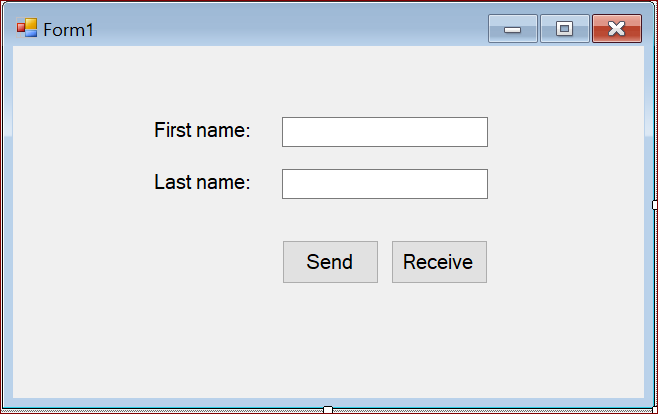 Form1
First name:
Last name:
Send Receive